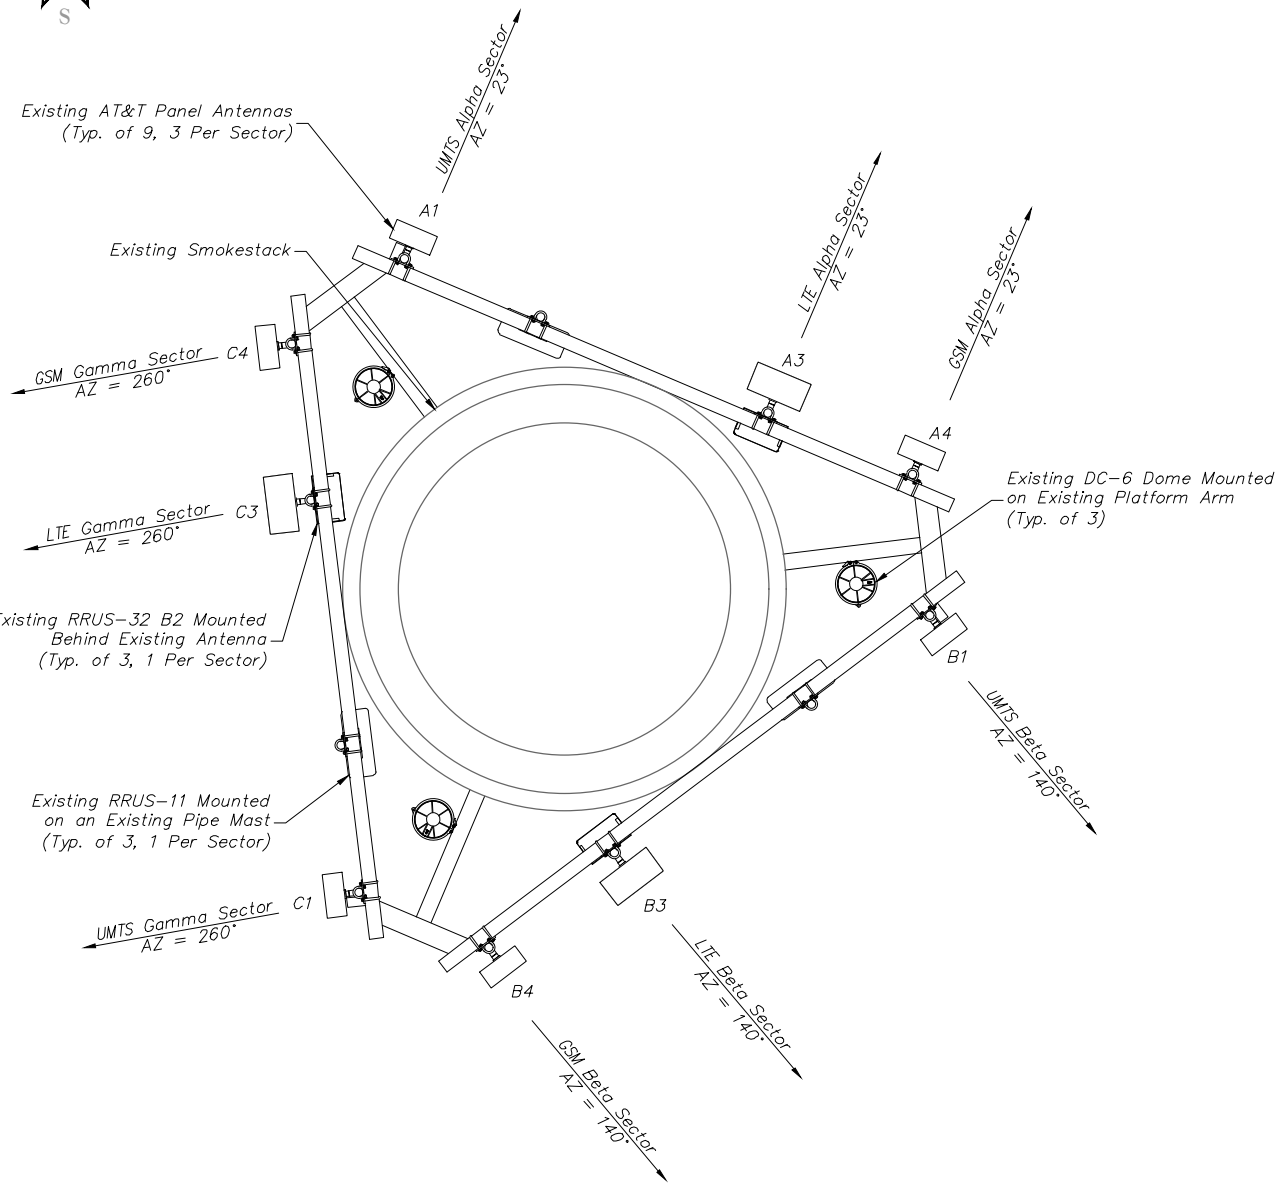 S
UMTS Alpha Sector
AZ = 23°
Existing AT&T Panel Antennas
(Typ. of 9, 3 Per Sector)
LTE Alpha Sector
AZ = 23°
A1
GSM Alpha Sector
AZ = 23°
Existing Smokestack
C4
GSM Gamma Sector
AZ = 260°
A3
A4
Existing DC-6 Dome Mounted
on Existing Platform Arm
(Typ. of 3)
C3
LTE Gamma Sector
AZ = 260°
Existing RRUS-32 B2 Mounted
Behind Existing Antenna
(Typ. of 3, 1 Per Sector)
B1
UMTS Beta Sector
AZ = 140°
Existing RRUS-11 Mounted
on an Existing Pipe Mast
(Typ. of 3, 1 Per Sector)
C1
UMTS Gamma Sector
AZ = 260°
B3
LTE Beta Sector
AZ = 140°
B4
GSM Beta Sector
AZ = 140°